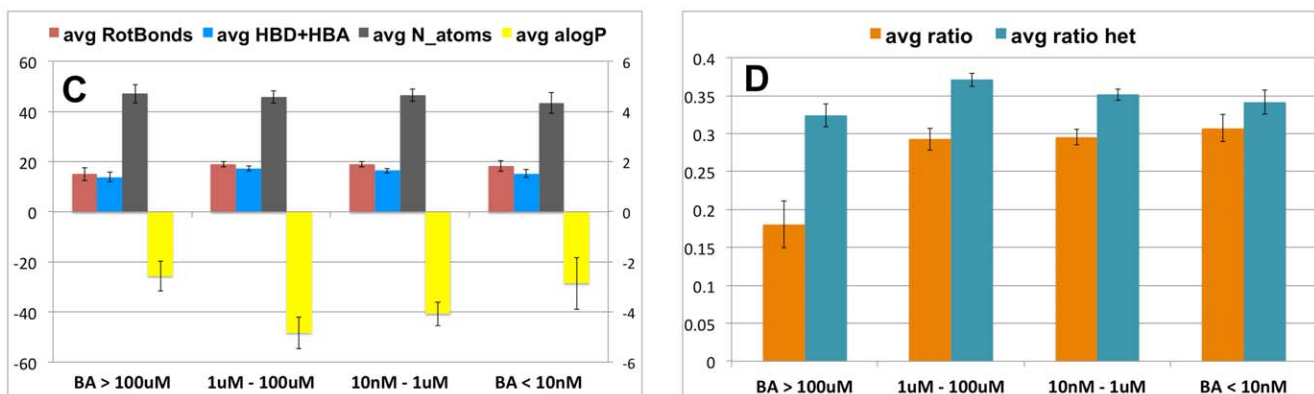 avg RotBonds avg HBD+HBA avg N_atoms avg alogP
C
60 6
40 4
20 2
0 0
-20 -2
-40 -4
-60 -6
BA > 100uM 1uM - 100uM 10nM - 1uM BA < 10nM
avg ratio avg ratio het
D
0.4
0.35
0.3
0.25
0.2
0.15
0.1
0.05
0
BA > 100uM 1uM - 100uM 10nM - 1uM BA < 10nM